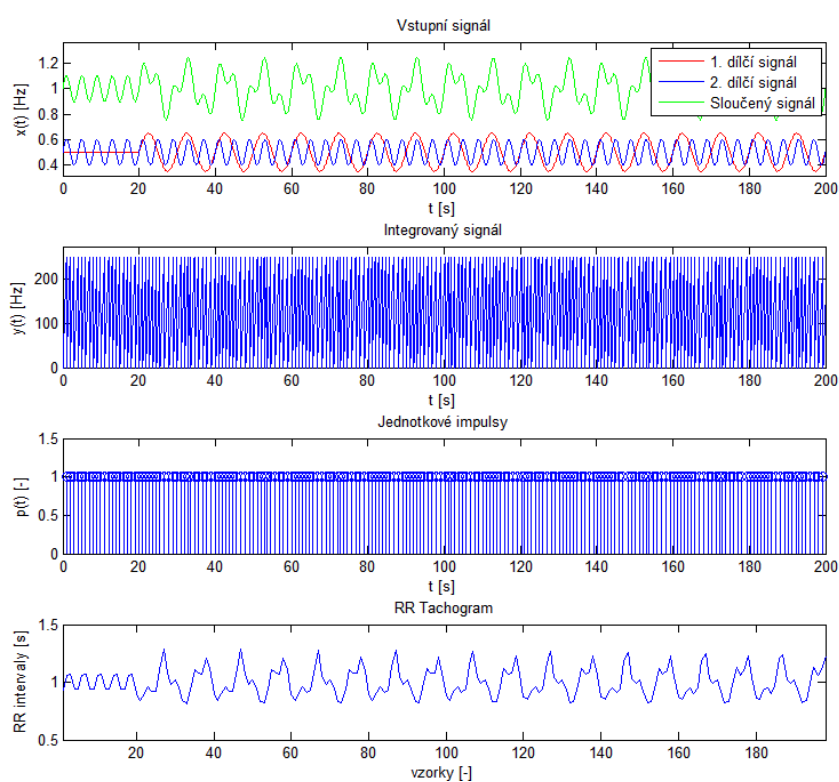 Vstupní signál
x(t) [Hz]
1.2
1
0.8
0.6
0.4
1. dílčí signál
2. dílčí signál
Sloučený signál
0 20 40 60 80 100 120 140 160 180 200
t [s]
Integrovaný signál
y(t) [Hz]
200
100
0
0 20 40 60 80 100 120 140 160 180 200
t [s]
Jednotkové impulsy
p(t) [-]
1.5
1
0.5
0
0 20 40 60 80 100 120 140 160 180 200
t [s]
RR Tachogram
RR intervaly [s]
1.5
1
0.5
20 40 60 80 100 120 140 160 180
vzorky [-]